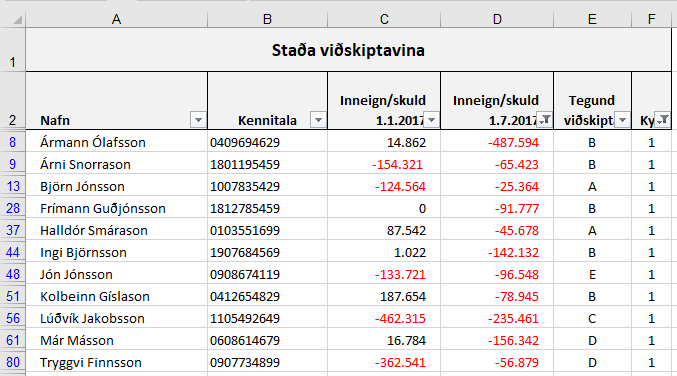 A B C D E F
1 Staða viðskiptavina
Inneign/skuld Inneign/skuld Tegund
2 Nafn Kennitala 1.1.2017 1.7.2017 viðskipt Ky
8 Ármann Ólafsson 0409694629 14.862 -487.594 B 1
9 Árni Snorrason 1801195459 -154.321 -65.423 B 1
13 Björn Jónsson 1007835429 -124.564 -25.364 A 1
28 Frímann Guðjónsson 1812785459 0 -91.777 B 1
37 Halldór Smárason 0103551699 87.542 -45.678 A 1
44 Ingi Björnsson 1907684569 1.022 -142.132 B 1
48 Jón Jónsson 0908674119 -133.721 -96.548 E 1
51 Kolbeinn Gíslason 0412654829 187.654 -78.945 B 1
56 Lúðvík Jakobsson 1105492649 -462.315 -235.461 C 1
61 Már Másson 0608614679 16.784 -156.342 D 1
80 Tryggvi Finnsson 0907734899 -362.541 -56.879 D 1